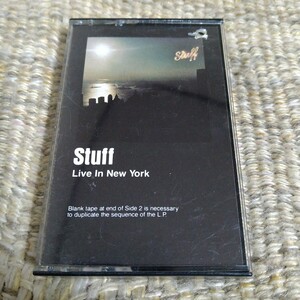 Stuff
Stuff
Live In New York
Blank tape at end of Side 2 is necessary
to duplicate the sequence of the L.P.